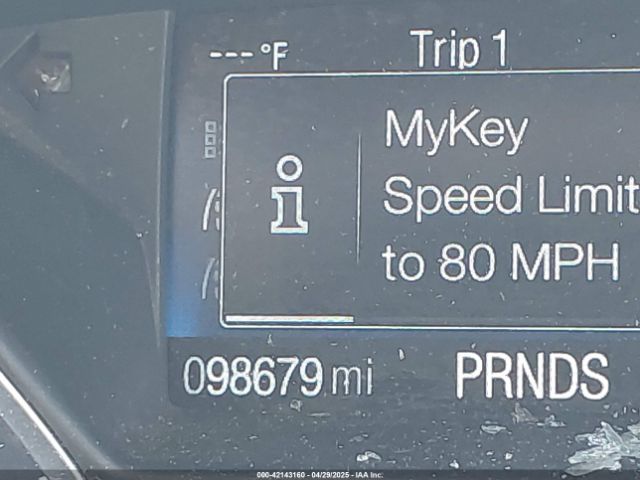 ---°F Trip 1
MyKey
Speed Limit
to 80 MPH
098679 mi PRNDS
000-42143160 - 04/29/2025 - IAA Inc.